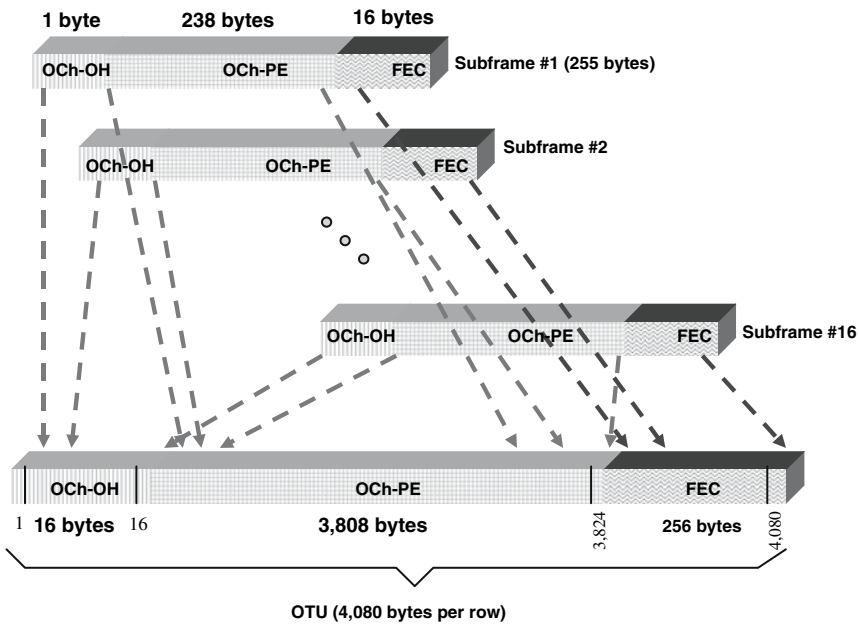 1 byte 238 bytes 16 bytes
OCh-OH OCh-PE FEC Subframe #1 (255 bytes)
OCh-OH OCh-PE FEC Subframe #2
OCh-OH OCh-PE FEC Subframe #16
OCh-OH OCh-PE FEC
1 16 bytes 16 3,808 bytes 3,824 256 bytes 4,080
OTU (4,080 bytes per row)